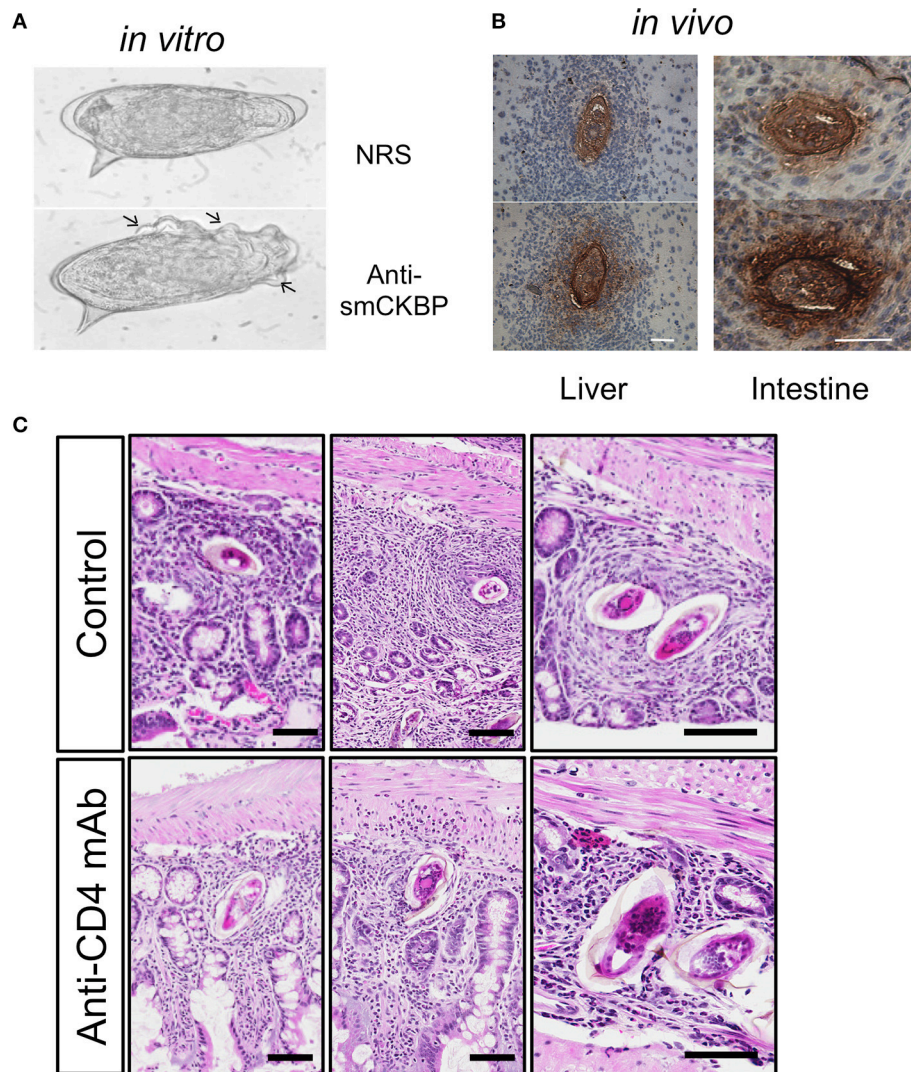 A
in vitro
NRS
Anti-
smCKBP
B
in vivo
Liver
Intestine
C
Control
Anti-CD4 mAb